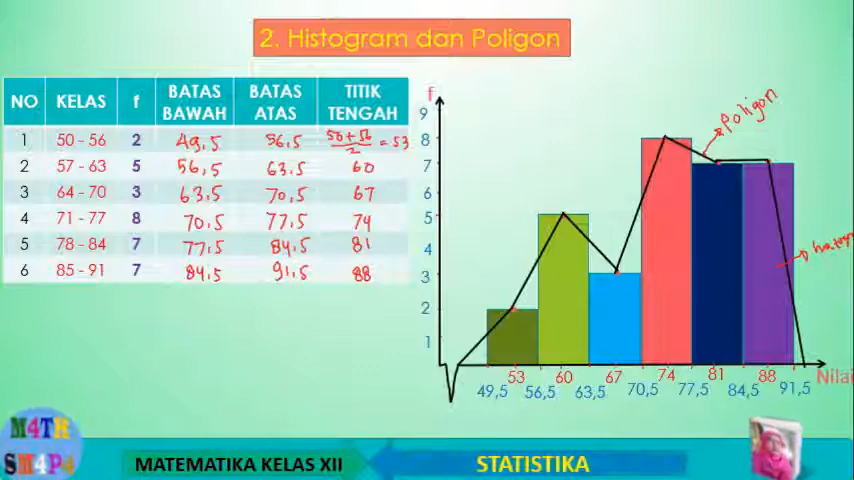 2. Histogram dan Poligon
NO KELAS f BATAS BAWAH BATAS ATAS TITIK TENGAH
1 50 - 56 2 49,5 56,5 50+56/2 = 53
2 57 - 63 5 56,5 63,5 60
3 64 - 70 3 63.5 70,5 67
4 71 - 77 8 70,5 77,5 74
5 78 - 84 7 77,5 84,5 81
6 85 - 91 7 84,5 91,5 88
f
9
8
7
6
5
4
3
2
1
Poligon
53 60 67 74 81 88 Nilai
49,5 56,5 63,5 70,5 77,5 84,5 91,5
M4TH
SM4P4
MATEMATIKA KELAS XII
STATISTIKA